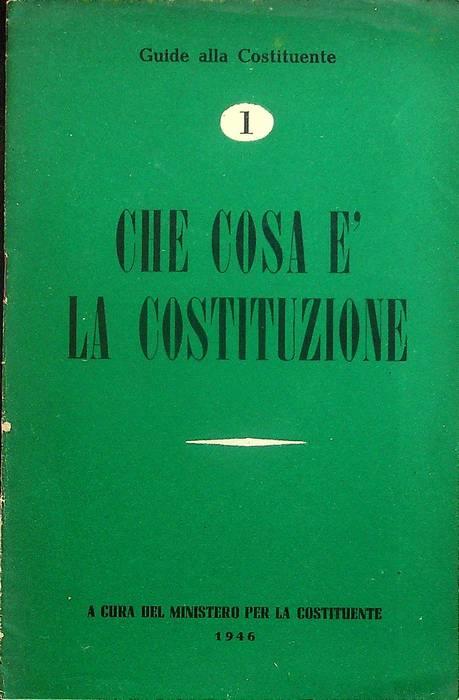 Guide alla Costituente
1
CHE COSA E'
LA COSTITUZIONE
A CURA DEL MINISTERO PER LA COSTITUENTE
1946